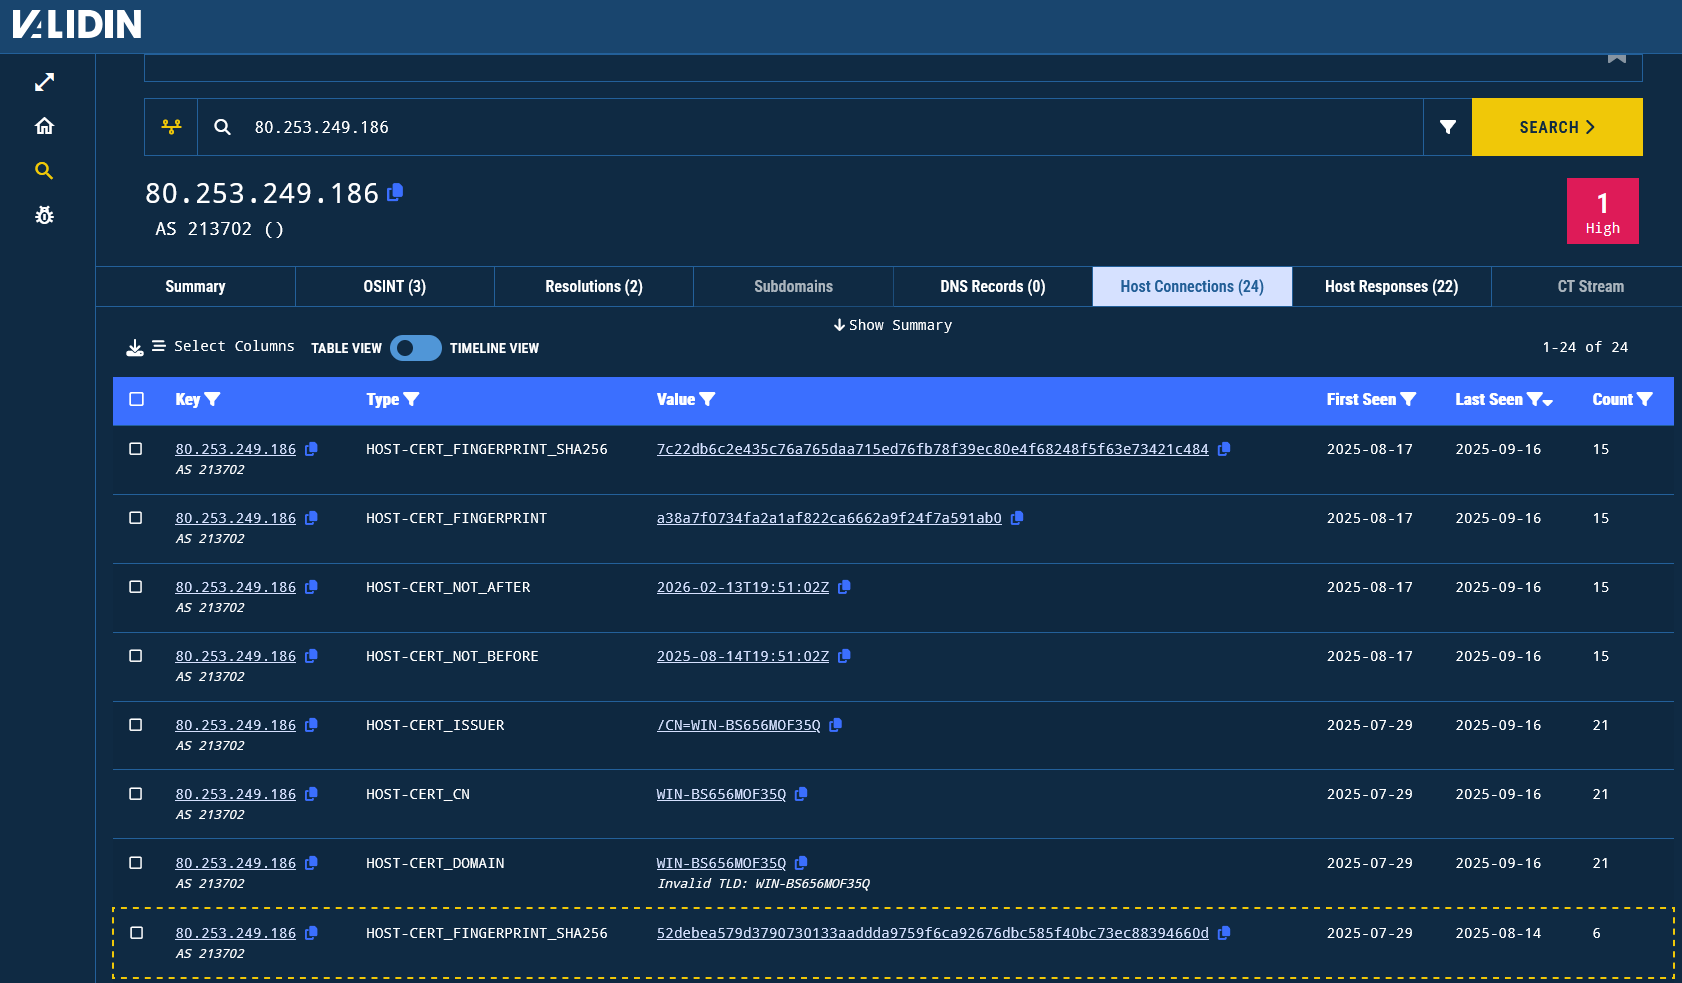 VALIDIN
80.253.249.186
SEARCH
80.253.249.186
AS 213702 ()
1
High
Summary
OSINT (3)
Resolutions (2)
Subdomains
DNS Records (0)
Host Connections (24)
Host Responses (22)
CT Stream
Show Summary
Select Columns TABLE VIEW TIMELINE VIEW 1-24 of 24
Key Type Value First Seen Last Seen Count
80.253.249.186 HOST-CERT_FINGERPRINT_SHA256 7c22db6c2e435c76a765daa715ed76fb78f39ec80e4f68248f5f63e73421c484 2025-08-17 2025-09-16 15
AS 213702
80.253.249.186 HOST-CERT_FINGERPRINT a38a7f0734fa2a1af822ca6662a9f24f7a591ab0 2025-08-17 2025-09-16 15
AS 213702
80.253.249.186 HOST-CERT_NOT_AFTER 2026-02-13T19:51:02Z 2025-08-17 2025-09-16 15
AS 213702
80.253.249.186 HOST-CERT_NOT_BEFORE 2025-08-14T19:51:02Z 2025-08-17 2025-09-16 15
AS 213702
80.253.249.186 HOST-CERT_ISSUER /CN=WIN-BS656MOF35Q 2025-07-29 2025-09-16 21
AS 213702
80.253.249.186 HOST-CERT_CN WIN-BS656MOF35Q 2025-07-29 2025-09-16 21
AS 213702
80.253.249.186 HOST-CERT_DOMAIN WIN-BS656MOF35Q 2025-07-29 2025-09-16 21
AS 213702 Invalid TLD: WIN-BS656MOF35Q
80.253.249.186 HOST-CERT_FINGERPRINT_SHA256 52debea579d3790730133aaddda9759f6ca92676dbc585f40bc73ec88394660d 2025-07-29 2025-08-14 6
AS 213702